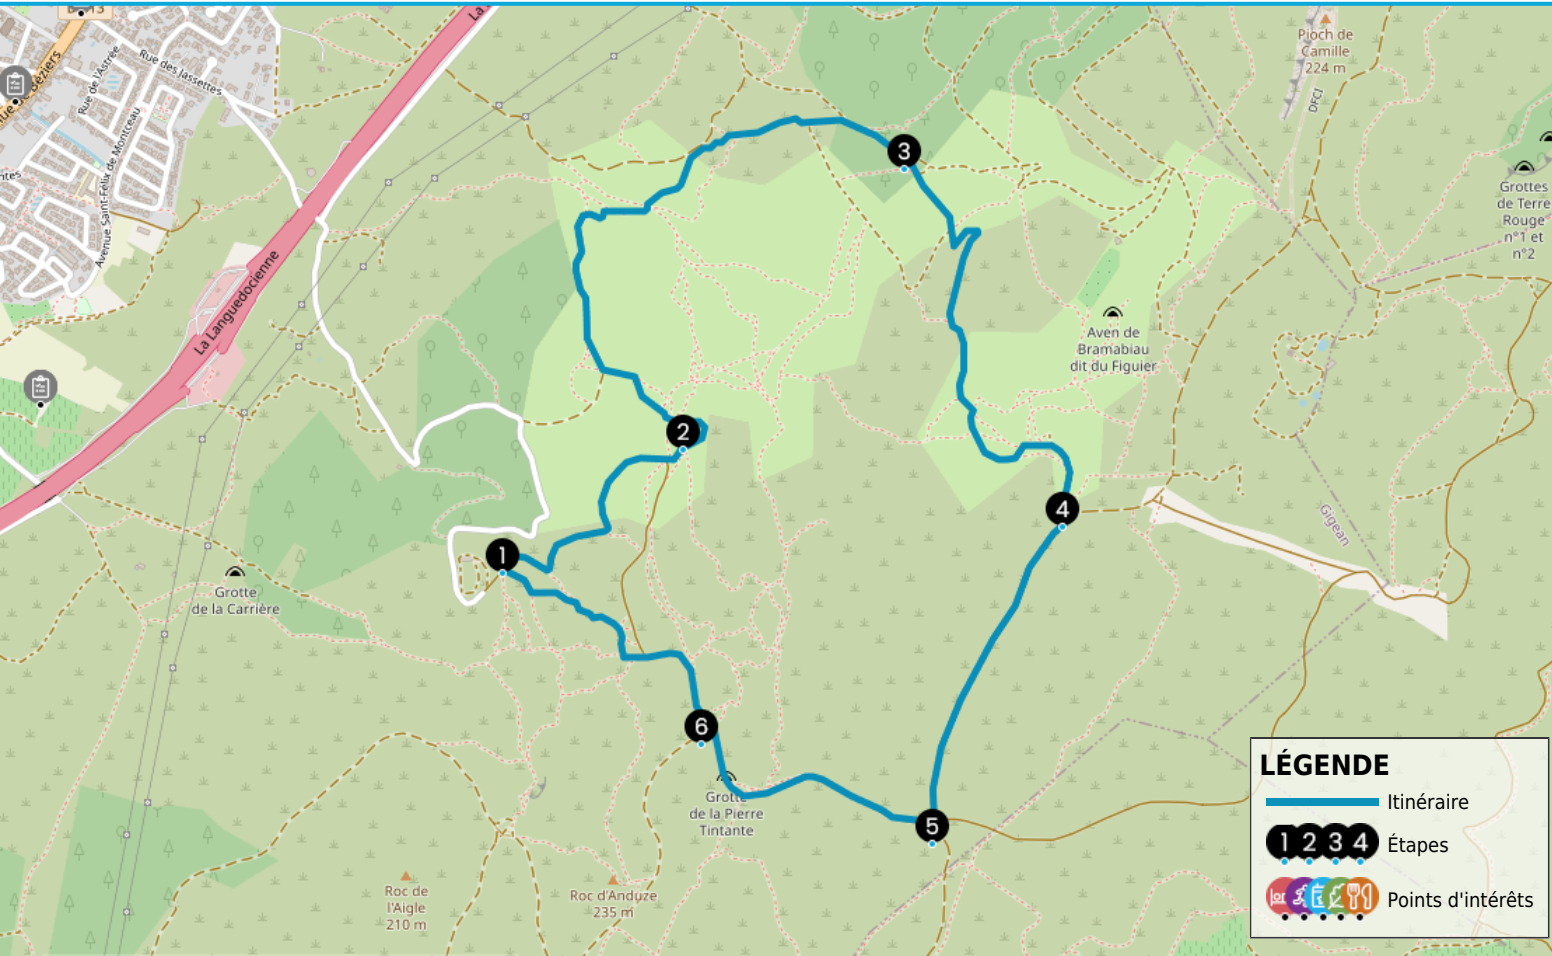 La
Rue des Jassettes
Rue de l'Astrée
Avenue Saint-Félix de Montceau
Béziers
La Languedocienne
Pioch de
Camille
224 m
DFCI
Grottes
de Terre
Rouge
n°1 et
n°2
3
Aven de
Bramabiau
dit du Figuier
2
4
Gigean
1
Grotte
de la Carrière
6
Grotte
de la Pierre
Tintante
5
Roc de
l'Aigle
210 m
Roc d'Anduze
235 m
LÉGENDE
Itinéraire
1 2 3 4
Étapes
Points d'intérêts